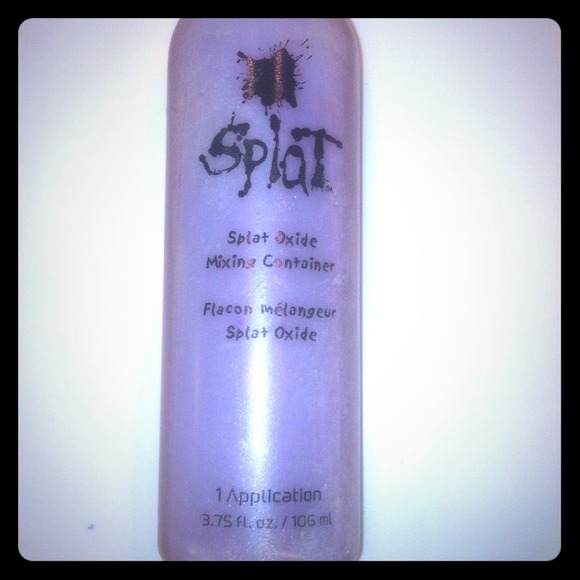 Splat
Splat Oxide
Mixing Container
Flacon mélangeur
Splat Oxide
1 Application
3.75 fl. oz. / 106 ml